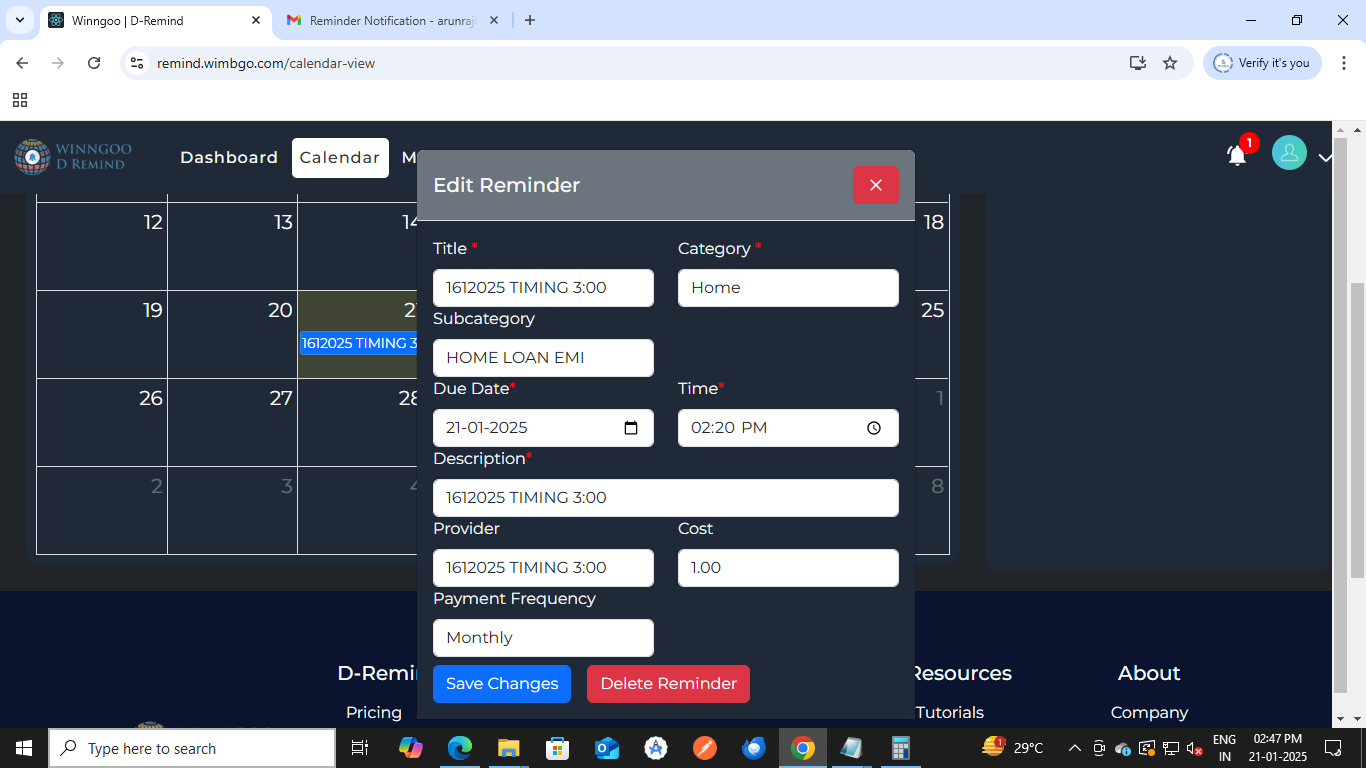 Winngoo | D-Remind
Reminder Notification - arunraj
remind.wimbgo.com/calendar-view
Verify it's you
WINNGOO
D REMIND
Dashboard
Calendar
M
1
Edit Reminder
12
13
14
18
Title *
Category *
1612025 TIMING 3:00
Home
19
20
21
25
Subcategory
1612025 TIMING 3
HOME LOAN EMI
Due Date*
Time*
26
27
28
1
21-01-2025
02:20 PM
Description*
2
3
4
8
1612025 TIMING 3:00
Provider
Cost
1612025 TIMING 3:00
1.00
Payment Frequency
Monthly
Save Changes
Delete Reminder
D-Remi
Resources
About
Pricing
Tutorials
Company
Type here to search
1
29°C
ENG
IN
02:47 PM
21-01-2025